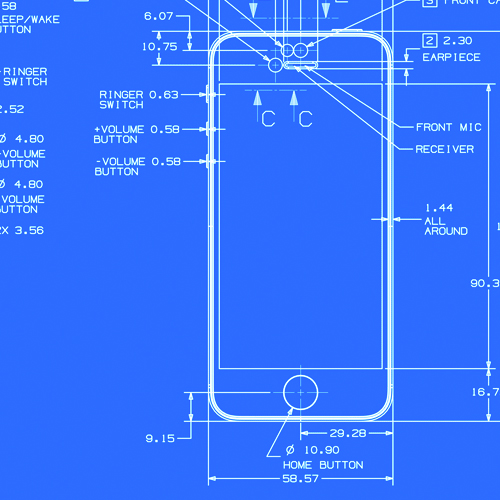 58
6.07
3 FRONT CA
LEEP/WAKE
UTTON
10.75
2 2.30
EARPIECE
RINGER
SWITCH
RINGER 0.63
SWITCH
2.52
C C
FRONT MIC
+VOLUME 0.58
BUTTON
Ø 4.80
-VOLUME
BUTTON
RECEIVER
-VOLUME 0.58
BUTTON
Ø 4.80
VOLUME
BUTTON
1.44
ALL
AROUND
2X 3.56
90.3
16.7
9.15
29.28
Ø 10.90
HOME BUTTON
58.57